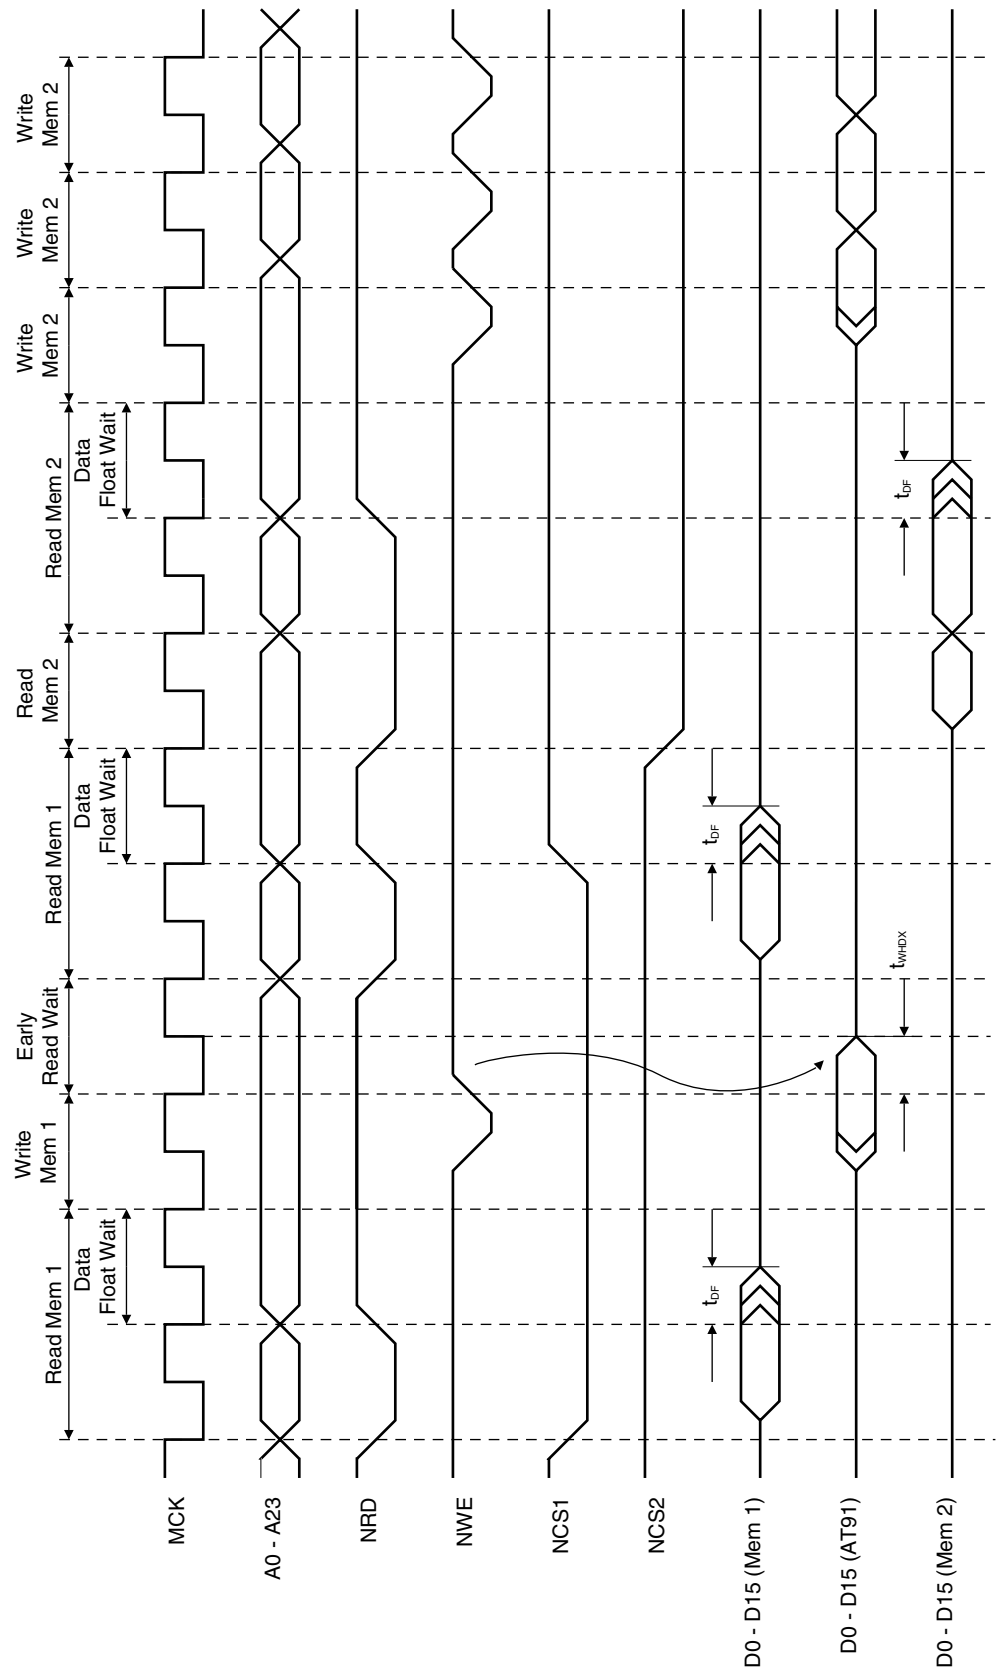 Read Mem 1
Data
Float Wait
Write
Mem 1
Early
Read Wait
Read Mem 1
Data
Float Wait
Read
Mem 2
Read Mem 2
Data
Float Wait
Write
Mem 2
Write
Mem 2
Write
Mem 2
MCK
A0 - A23
NRD
NWE
NCS1
NCS2
D0 - D15 (Mem 1)
tDF
tDF
D0 - D15 (AT91)
tWHDX
D0 - D15 (Mem 2)
tDF